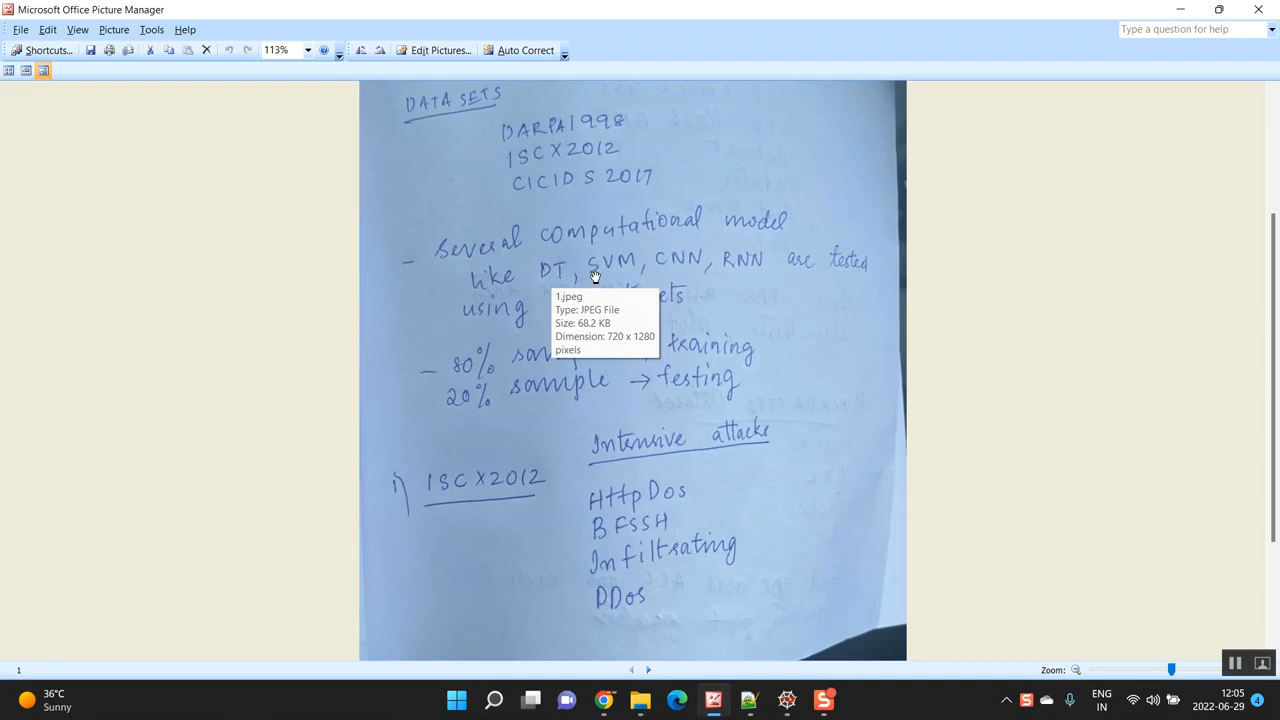 Microsoft Office Picture Manager
File Edit View Picture Tools Help
Type a question for help
Shortcuts...
113%
Edit Pictures...
Auto Correct
DATA SETS
DARPA1998
ISCX2012
CICIDS 2017
- Several computational model
like DT, SVM, CNN, RNN are tested
using ets
1.jpeg
Type: JPEG File
Size: 68.2 KB
Dimension: 720 x 1280
pixels
- 80% sam training
20% sample → testing
Intensive attacks
i) ISCX2012
HttpDos
BFSSH
Infiltrating
DDos
1
Zoom:
36°C
Sunny
ENG
IN
12:05
2022-06-29
4